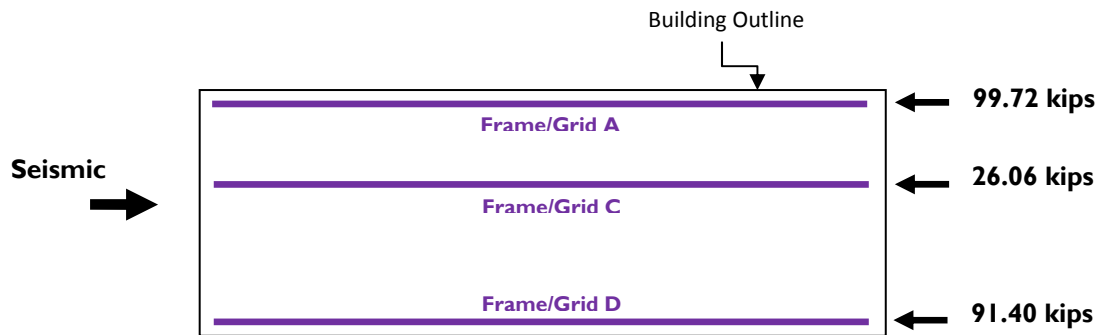 Building Outline
99.72 kips
Frame/Grid A
Seismic
26.06 kips
Frame/Grid C
Frame/Grid D
91.40 kips